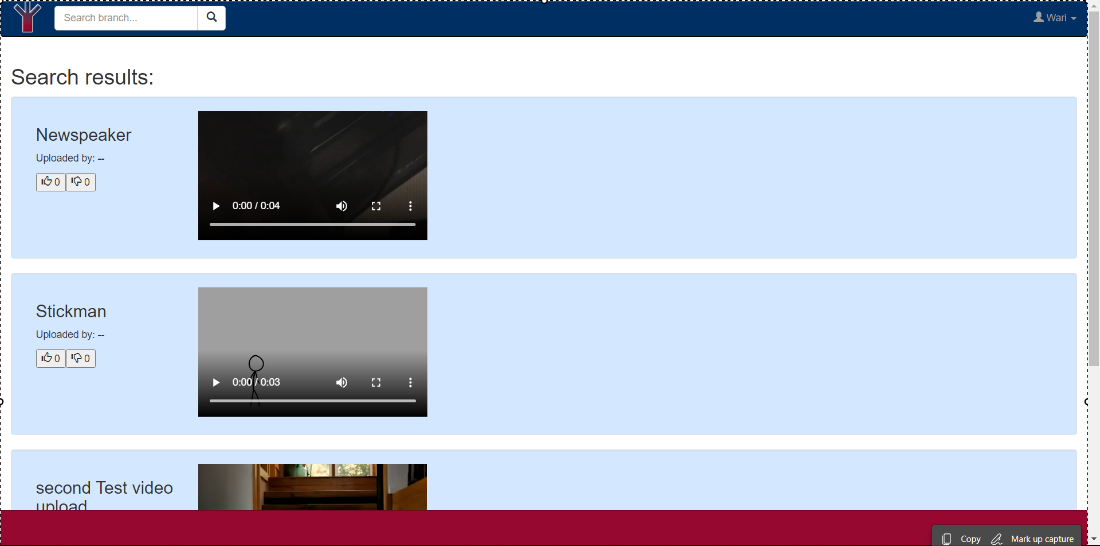 Search branch...
Wari
Search results:
Newspeaker
Uploaded by: --
0 0
0:00 / 0:04
Stickman
Uploaded by: --
0 0
0:00 / 0:03
second Test video
upload
Copy Mark up capture